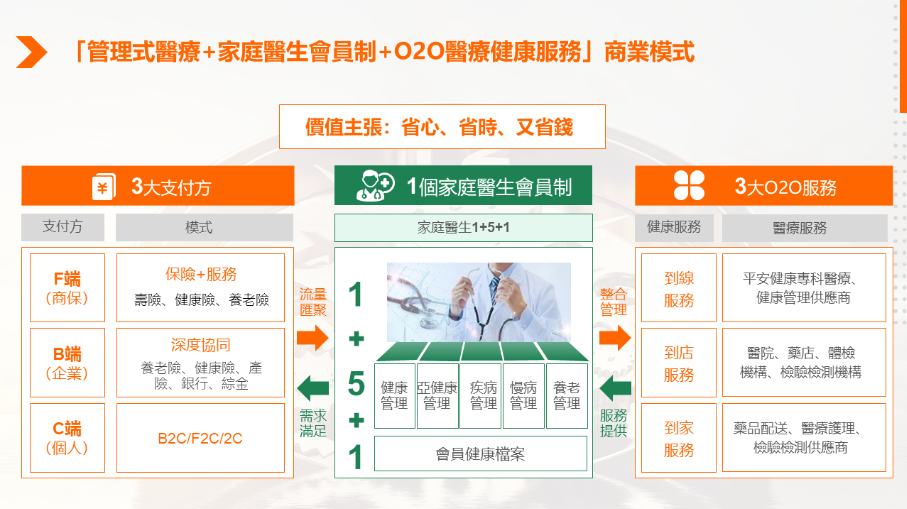 「管理式醫療+家庭醫生會員制+O2O醫療健康服務」商業模式
價值主張：省心、省時、又省錢
3大支付方
支付方
模式
F端
（商保）
保險+服務
壽險、健康險、養老險
B端
（企業）
深度協同
養老險、健康險、產
險、銀行、綜金
C端
（個人）
B2C/F2C/2C
流量
匯聚
需求
滿足
1個家庭醫生會員制
家庭醫生1+5+1
1
+
5
+
1
健康
管理
亞健康
管理
疾病
管理
慢病
管理
養老
管理
會員健康檔案
整合
管理
服務
提供
3大O2O服務
健康服務
醫療服務
到線
服務
平安健康專科醫療、
健康管理供應商
到店
服務
醫院、藥店、體檢
機構、檢驗檢測機構
到家
服務
藥品配送、醫療護理、
檢驗檢測供應商